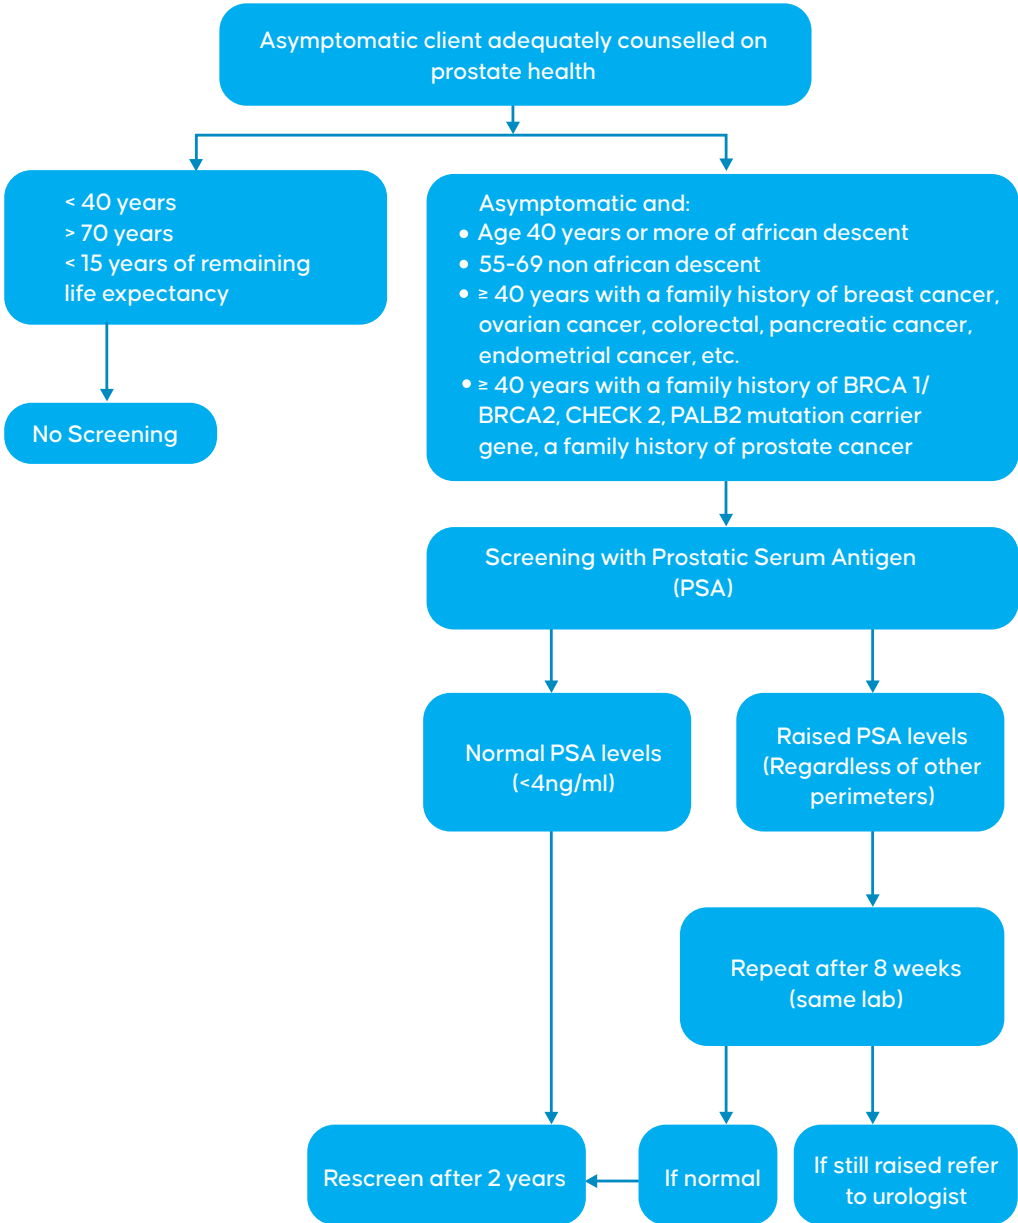 Asymptomatic client adequately counselled on
prostate health
< 40 years
> 70 years
< 15 years of remaining
life expectancy
No Screening
Asymptomatic and:
• Age 40 years or more of african descent
• 55-69 non african descent
• ≥ 40 years with a family history of breast cancer,
ovarian cancer, colorectal, pancreatic cancer,
endometrial cancer, etc.
• ≥ 40 years with a family history of BRCA 1/
BRCA2, CHECK 2, PALB2 mutation carrier
gene, a family history of prostate cancer
Screening with Prostatic Serum Antigen
(PSA)
Normal PSA levels
(<4ng/ml)
Raised PSA levels
(Regardless of other
perimeters)
Repeat after 8 weeks
(same lab)
Rescreen after 2 years
If normal
If still raised refer
to urologist